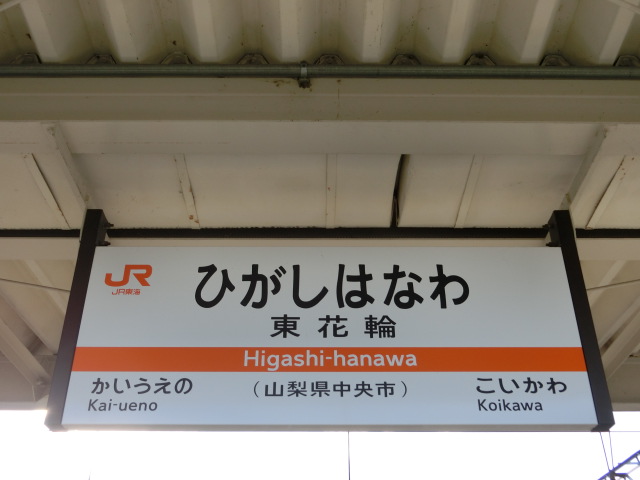 JR
JR東海
ひがしはなわ
東花輪
Higashi-hanawa
かいうえの
Kai-ueno
（山梨県中央市）
こいかわ
Koikawa